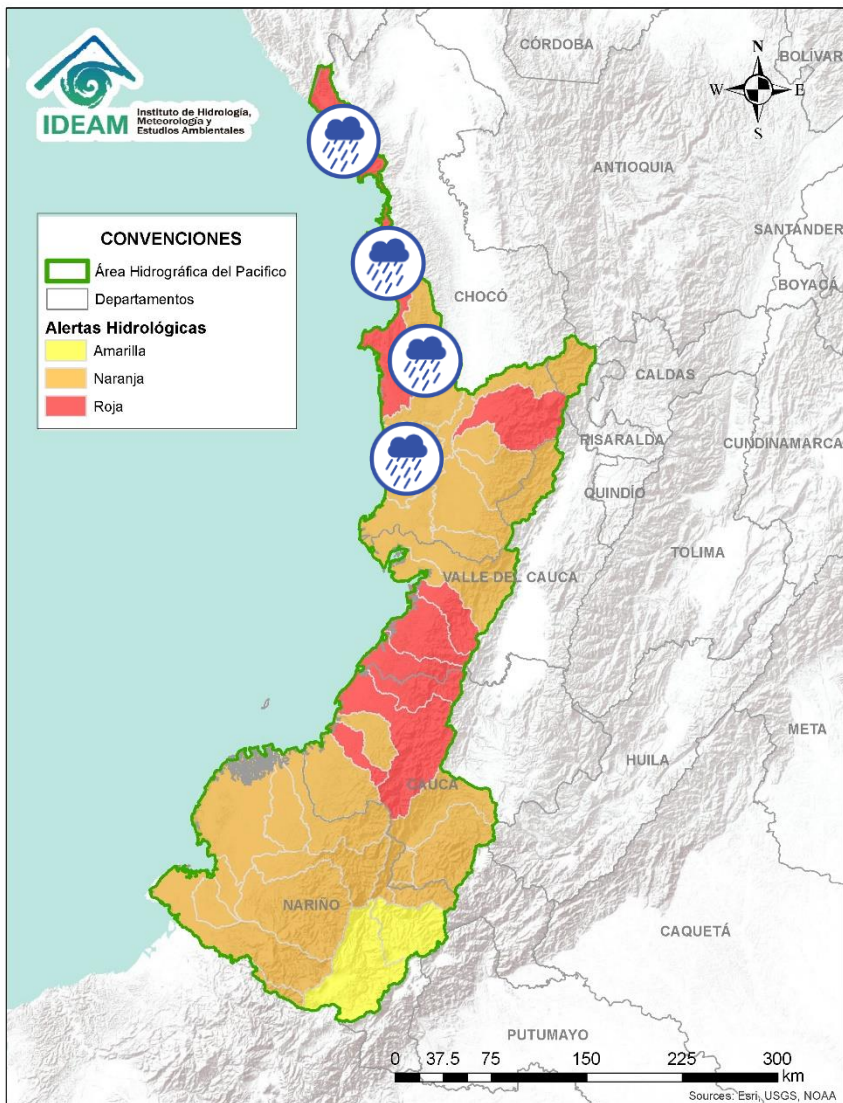 IDEAM
Instituto de Hidrología,
Meteorología y
Estudios Ambientales
N
W
E
S
CÓRDOBA
BOLÍVAR
ANTIOQUIA
SANTANDER
BOYACÁ
CHOCÓ
CALDAS
RISARALDA
CUNDINAMARCA
QUINDÍO
TOLIMA
VALLE DEL CAUCA
META
HUILA
CAUCA
NARIÑO
CAQUETÁ
PUTUMAYO
CONVENCIONES
Área Hidrográfica del Pacifico
Departamentos
Alertas Hidrológicas
Amarilla
Naranja
Roja
0 37.5 75 150 225 300
km
Sources: Esri, USGS, NOAA